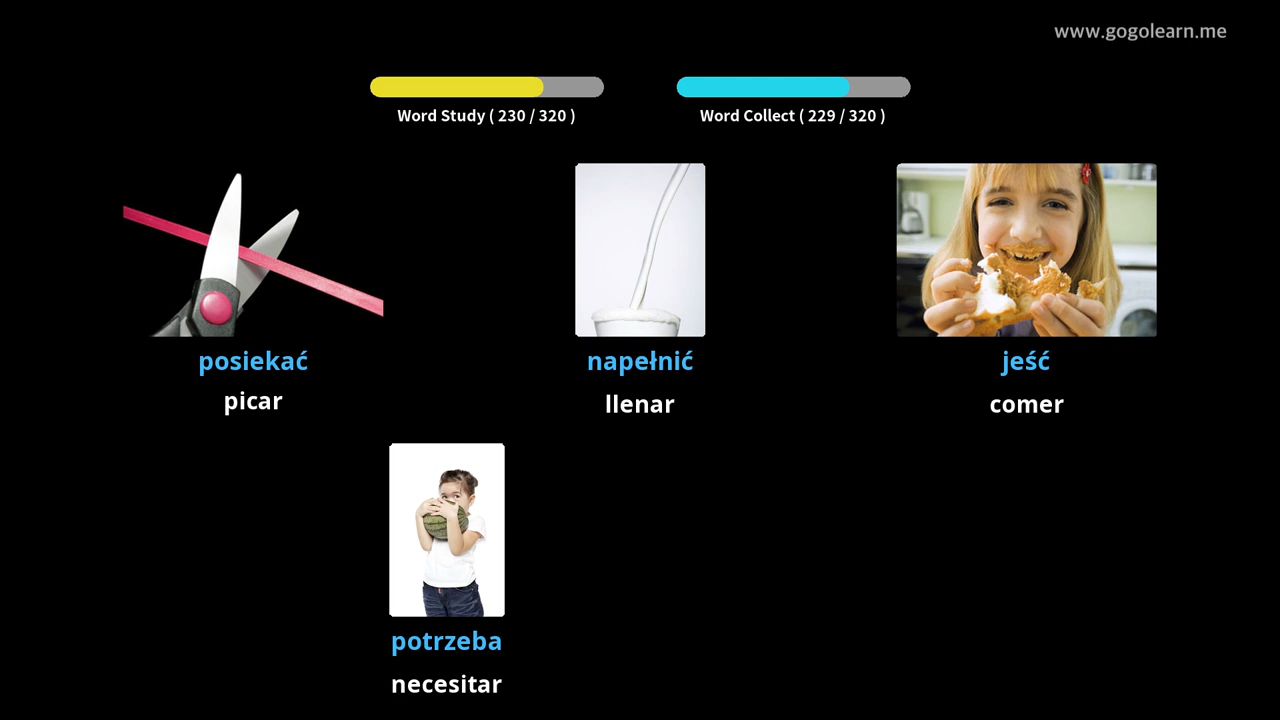 www.gogolearn.me
Word Study ( 230 / 320 )
Word Collect ( 229 / 320 )
posiekać
napełnić
jeść
picar
llenar
comer
potrzeba
necesitar